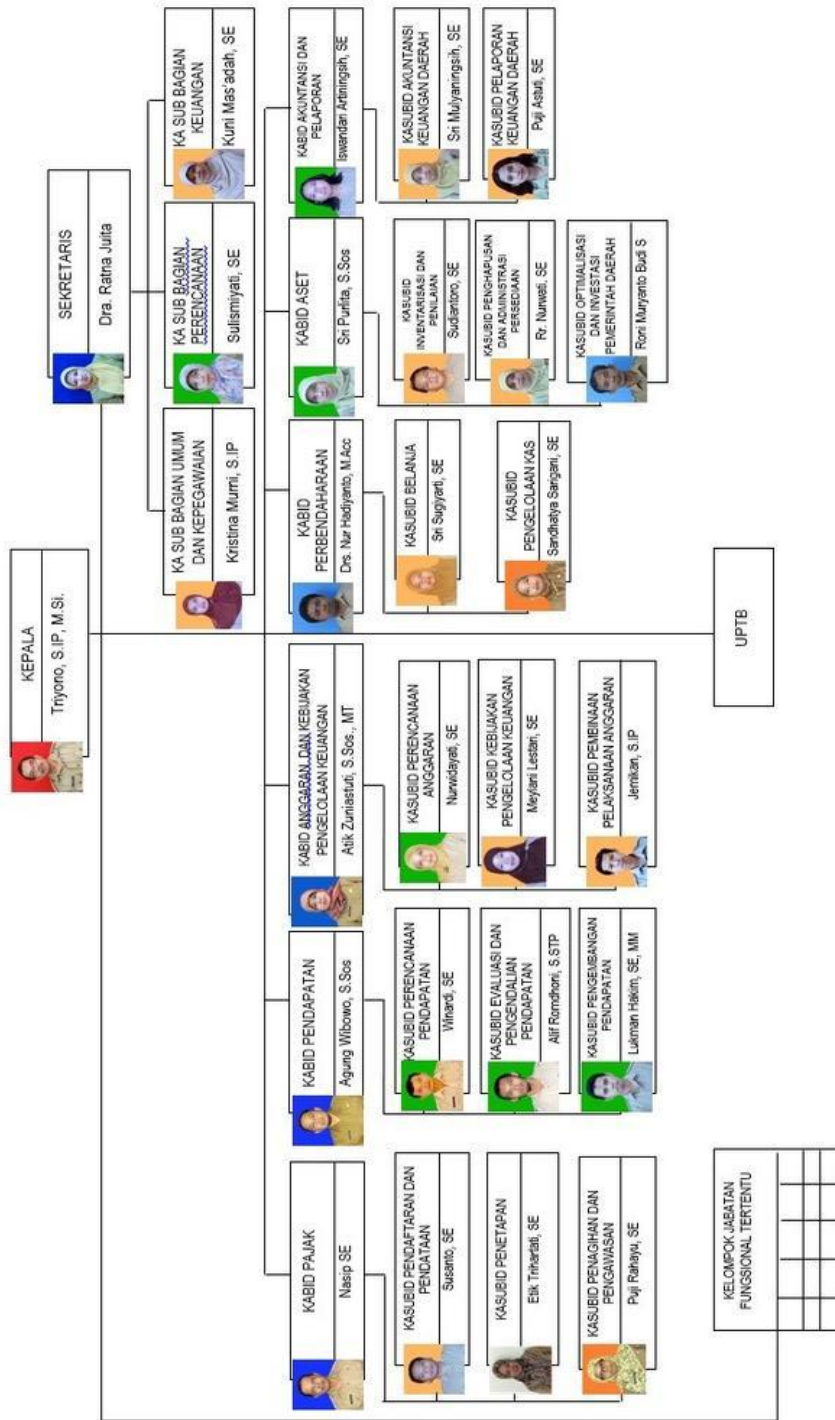 KEPALA
Triyono, S.IP, M.Si.
SEKRETARIS
Dra. Ratna Juita
KA SUB BAGIAN UMUM
DAN KEPEGAWAIAN
Kristina Murni, S.IP
KA SUB BAGIAN
PERENCANAAN
Sulismiyati, SE
KA SUB BAGIAN
KEUANGAN
Kuni Mas'adah, SE
KABID PAJAK
Nasip SE
KABID PENDAPATAN
Agung Wibowo, S.Sos
KABID ANGGARAN DAN KEBIJAKAN
PENGELOLAAN KEUANGAN
Atik Zuniastuti, S.Sos., MT
KABID
PERBENDAHARAAN
Drs. Nur Hadiyanto, M.Acc
KABID ASET
Sri Purlita, S.Sos
KABID AKUNTANSI DAN
PELAPORAN
Iswandari Artiningsih, SE
KASUBID PENDAFTARAN DAN
PENDATAAN
Susanto, SE
KASUBID PENETAPAN
Etik Trihartati, SE
KASUBID PENAGIHAN DAN
PENGAWASAN
Puji Rahayu, SE
KASUBID PERENCANAAN
PENDAPATAN
Winardi, SE
KASUBID EVALUASI DAN
PENGENDALIAN
PENDAPATAN
Alif Romdhoni, S.STP
KASUBID PENGEMBANGAN
PENDAPATAN
Lukman Hakim, SE, MM
KASUBID PERENCANAAN
ANGGARAN
Nurwidayati, SE
KASUBID KEBIJAKAN
PENGELOLAAN KEUANGAN
Meylani Lestari, SE
KASUBID PEMBINAAN
PELAKSANAAN ANGGARAN
Jemikan, S.IP
KASUBID BELANJA
Sri Sugiyarti, SE
KASUBID
PENGELOLAAN KAS
Sandhatya Sarigani, SE
KASUBID
INVENTARISASI DAN
PENILAIAN
Sudiantoro, SE
KASUBID PENGHAPUSAN
DAN ADMINISTRASI
PERSEDIAAN
Rr. Nurwati, SE
KASUBID OPTIMALISASI
DAN INVESTASI
PEMERINTAH DAERAH
Roni Muryanto Budi S
KASUBID AKUNTANSI
KEUANGAN DAERAH
Sri Mulyaningsih, SE
KASUBID PELAPORAN
KEUANGAN DAERAH
Puji Astuti, SE
KELOMPOK JABATAN
FUNGSIONAL TERTENTU
UPTB